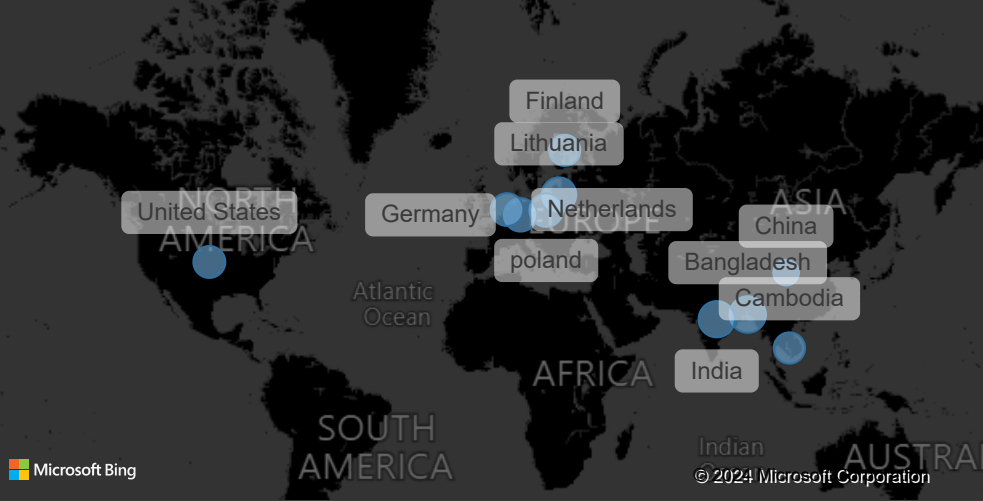 Finland
Lithuania
NORTH
AMERICA
United States
Germany
Netherlands
EUROPE
ASIA
China
poland
Bangladesh
Cambodia
Atlantic
Ocean
India
AFRICA
SOUTH
AMERICA
Indian
AUSTRA
Microsoft Bing
© 2024 Microsoft Corporation